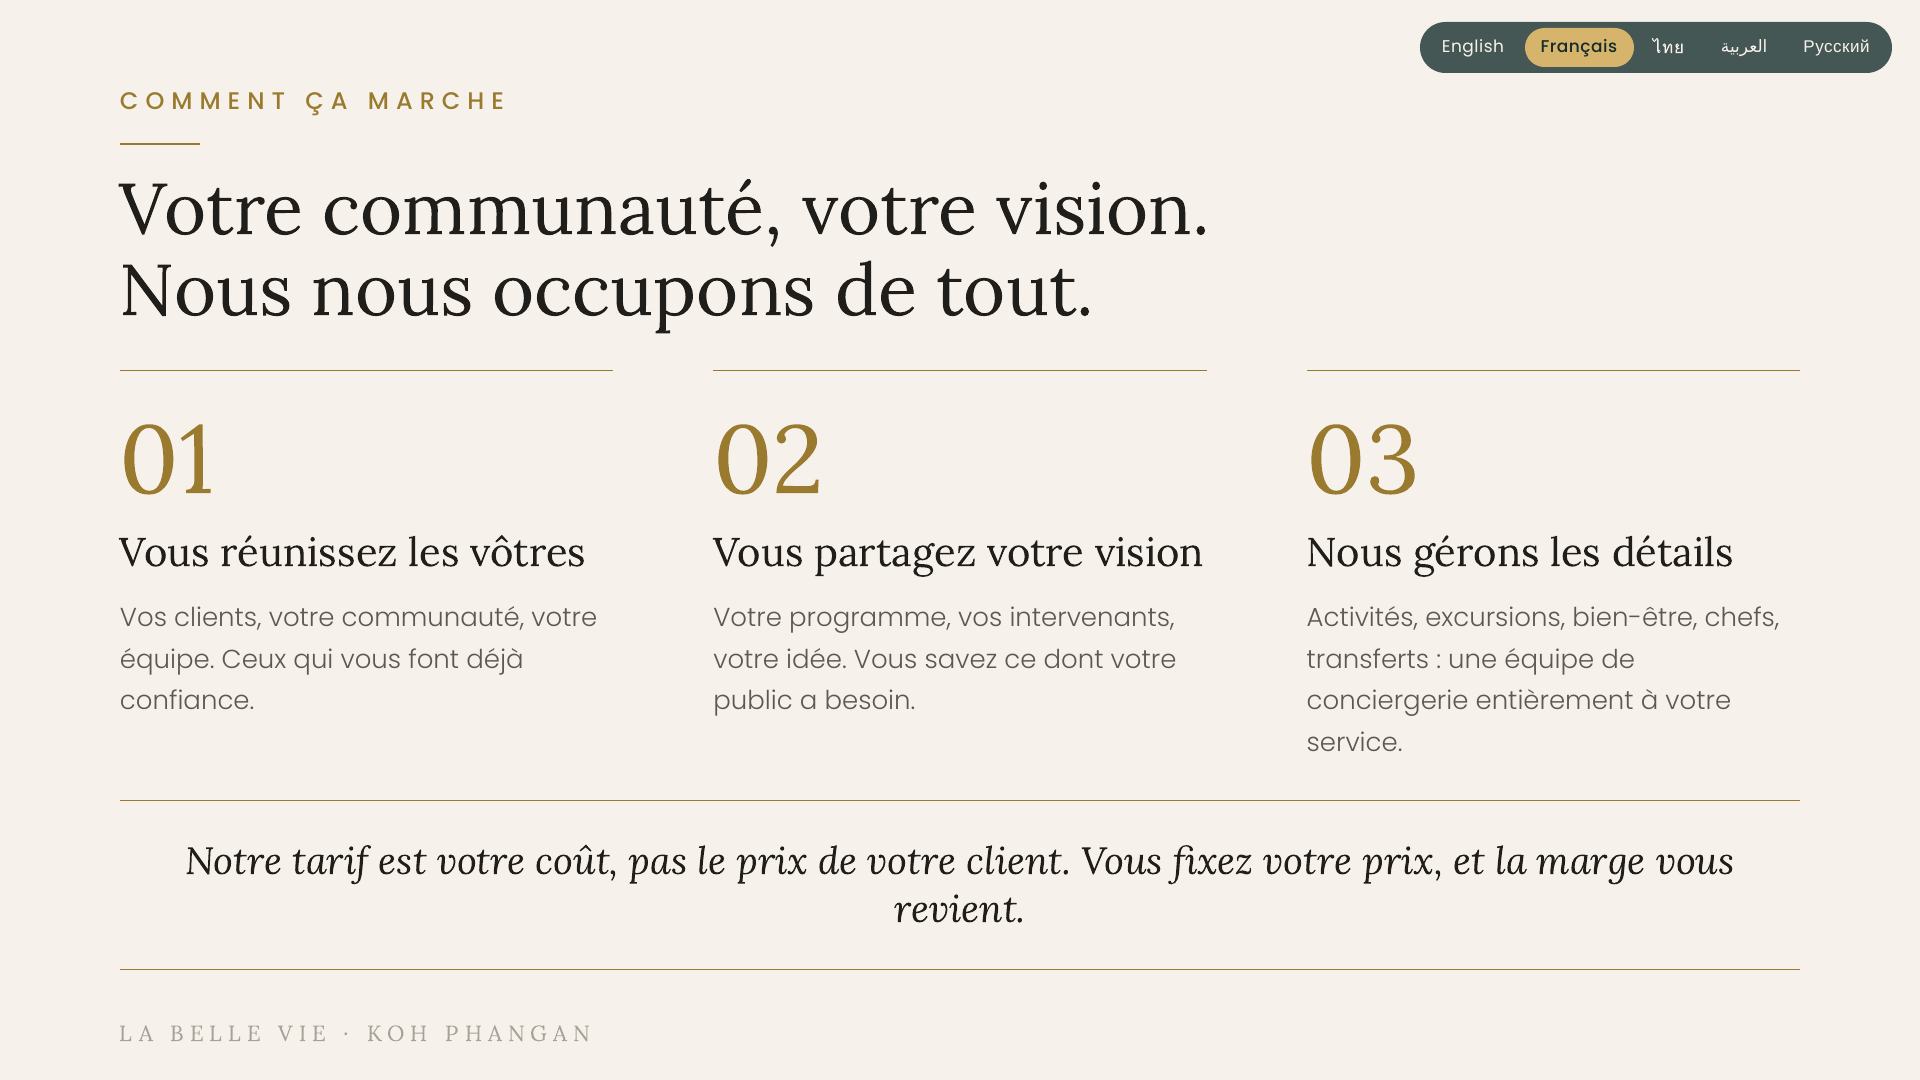 English Français ไทย العربية Русский
COMMENT ÇA MARCHE
Votre communauté, votre vision.
Nous nous occupons de tout.
01
Vous réunissez les vôtres
Vos clients, votre communauté, votre
équipe. Ceux qui vous font déjà
confiance.
02
Vous partagez votre vision
Votre programme, vos intervenants,
votre idée. Vous savez ce dont votre
public a besoin.
03
Nous gérons les détails
Activités, excursions, bien-être, chefs,
transferts : une équipe de
conciergerie entièrement à votre
service.
Notre tarif est votre coût, pas le prix de votre client. Vous fixez votre prix, et la marge vous
revient.
LA BELLE VIE · KOH PHANGAN